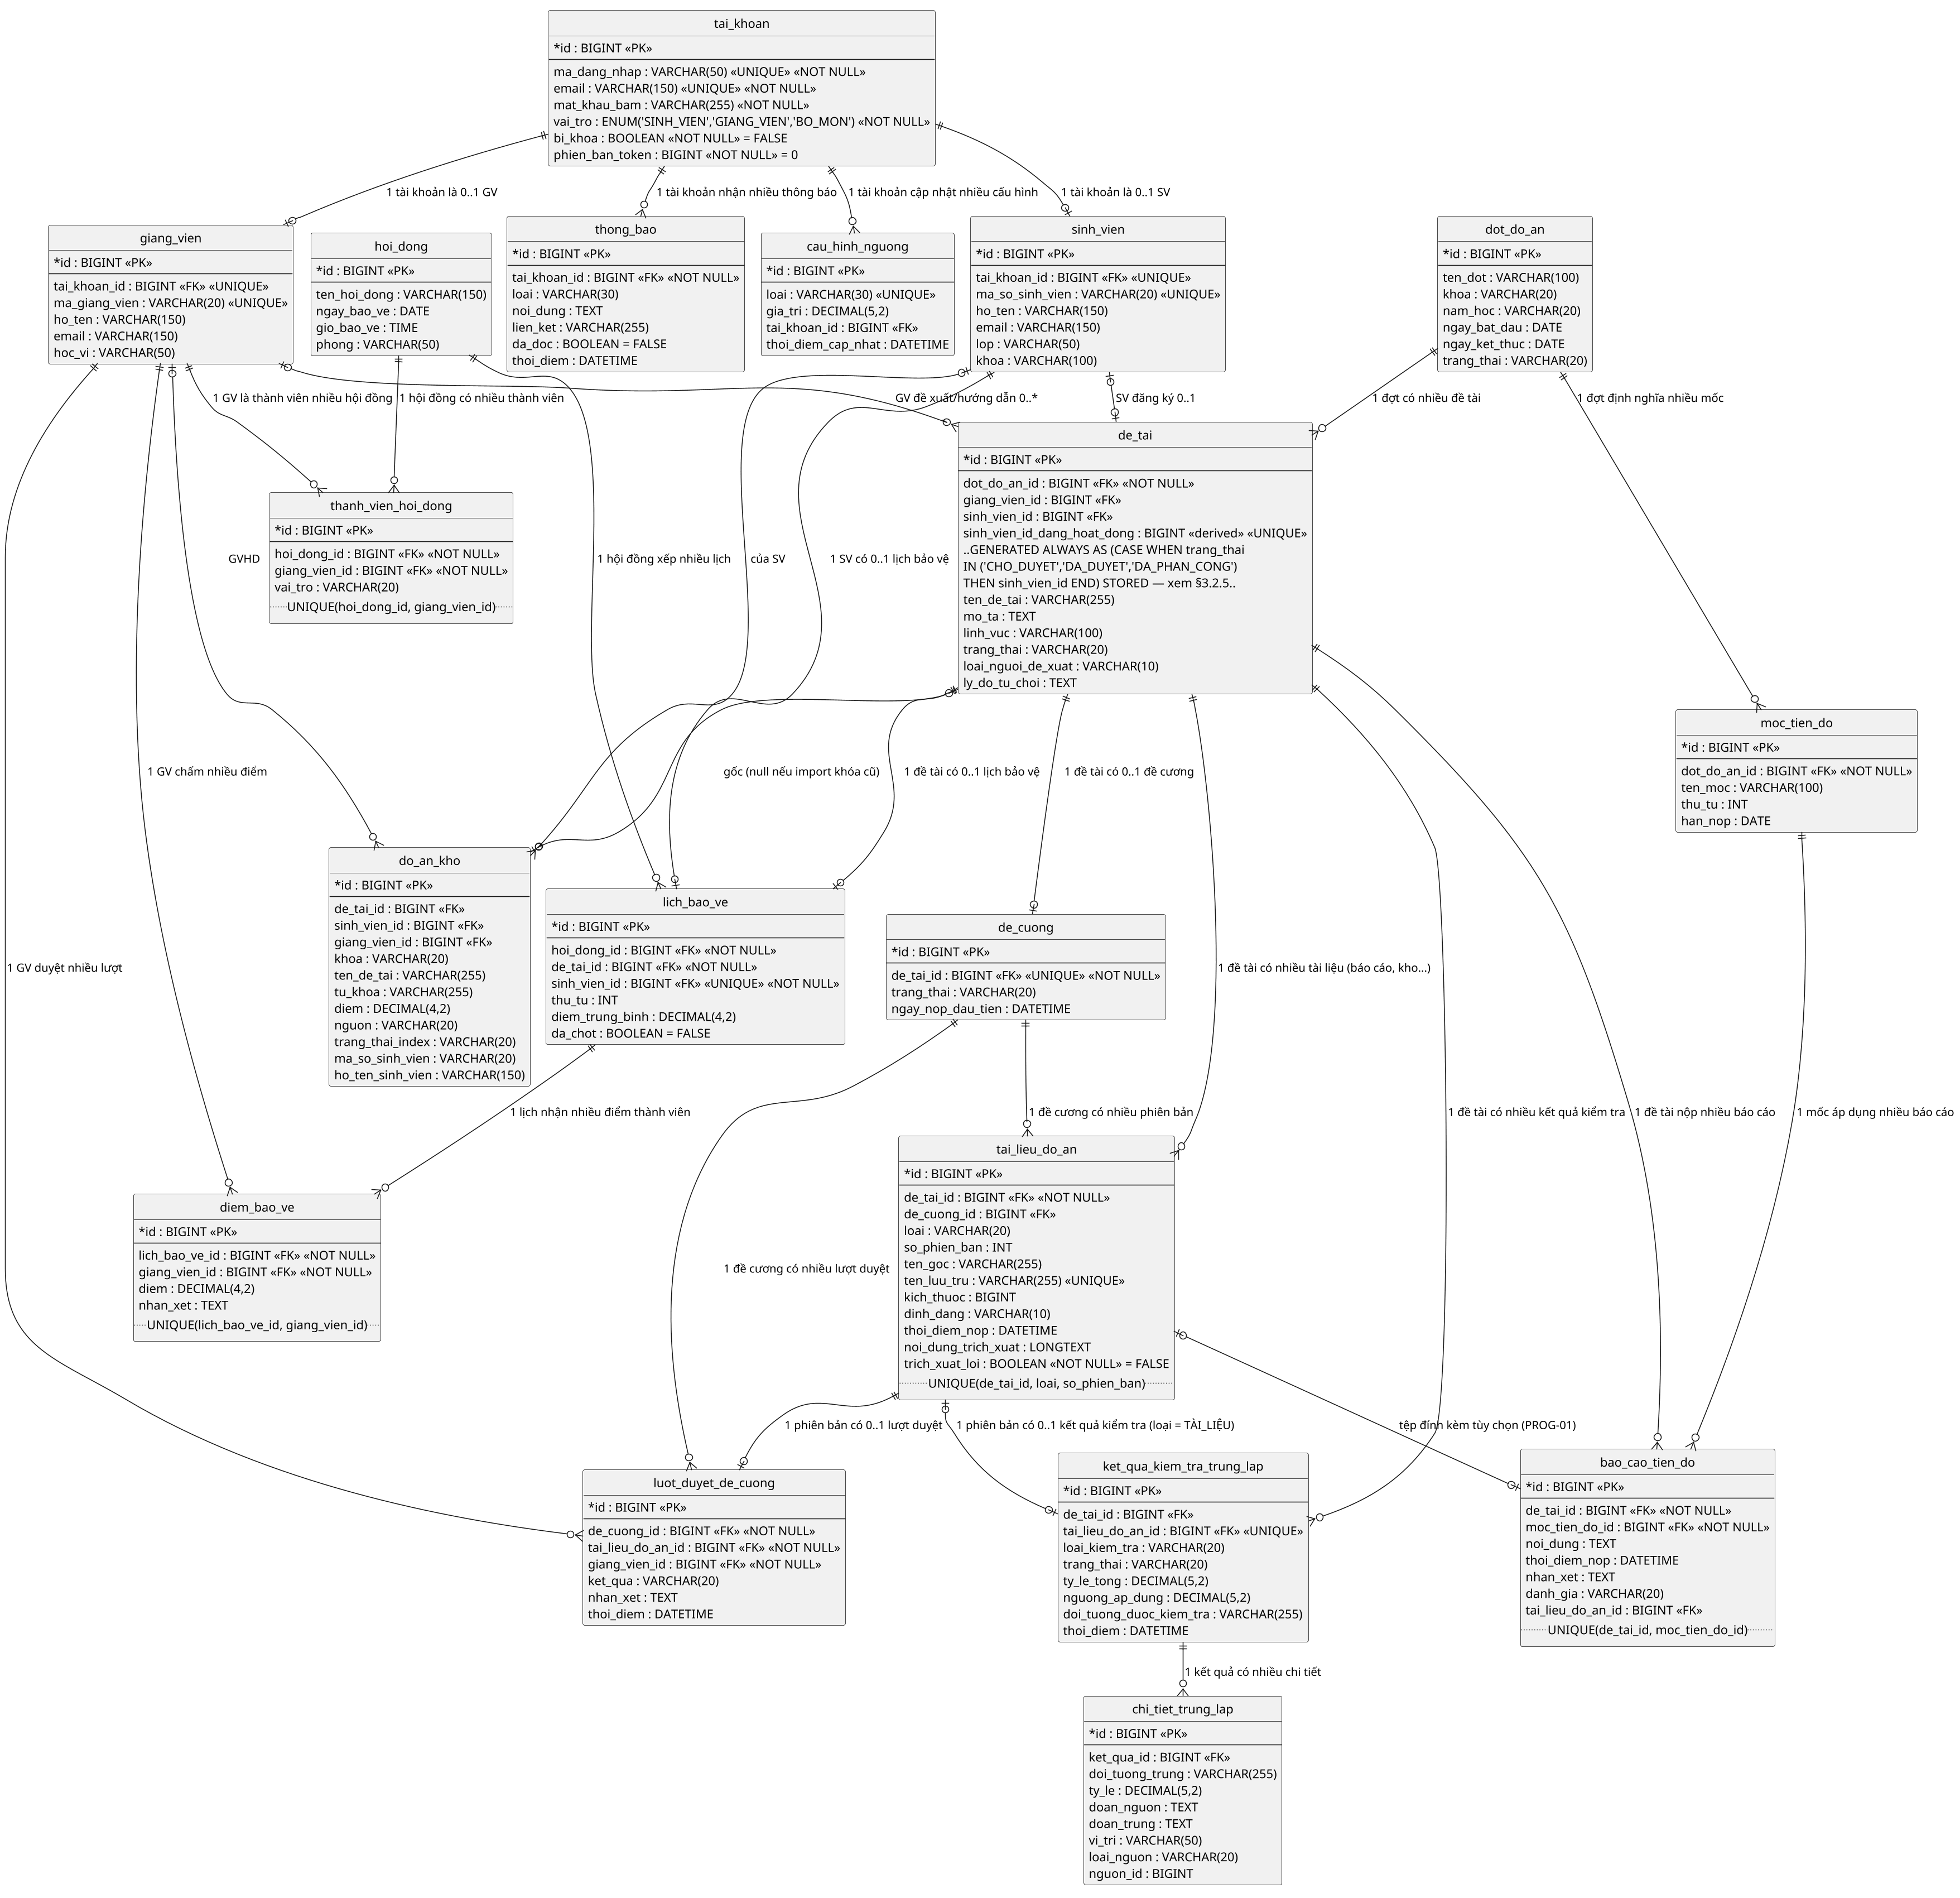 tai_khoan
*id : BIGINT «PK»
ma_dang_nhap : VARCHAR(50) «UNIQUE» «NOT NULL»
email : VARCHAR(150) «UNIQUE» «NOT NULL»
mat_khau_bam : VARCHAR(255) «NOT NULL»
vai_tro : ENUM('SINH_VIEN','GIANG_VIEN','BO_MON') «NOT NULL»
bi_khoa : BOOLEAN «NOT NULL» = FALSE
phien_ban_token : BIGINT «NOT NULL» = 0
1 tài khoản là 0..1 GV
1 tài khoản nhận nhiều thông báo
1 tài khoản cập nhật nhiều cấu hình
1 tài khoản là 0..1 SV
giang_vien
*id : BIGINT «PK»
tai_khoan_id : BIGINT «FK» «UNIQUE»
ma_giang_vien : VARCHAR(20) «UNIQUE»
ho_ten : VARCHAR(150)
email : VARCHAR(150)
hoc_vi : VARCHAR(50)
hoi_dong
*id : BIGINT «PK»
ten_hoi_dong : VARCHAR(150)
ngay_bao_ve : DATE
gio_bao_ve : TIME
phong : VARCHAR(50)
thong_bao
*id : BIGINT «PK»
tai_khoan_id : BIGINT «FK» «NOT NULL»
loai : VARCHAR(30)
noi_dung : TEXT
lien_ket : VARCHAR(255)
da_doc : BOOLEAN = FALSE
thoi_diem : DATETIME
cau_hinh_nguong
*id : BIGINT «PK»
loai : VARCHAR(30) «UNIQUE»
gia_tri : DECIMAL(5,2)
tai_khoan_id : BIGINT «FK»
thoi_diem_cap_nhat : DATETIME
sinh_vien
*id : BIGINT «PK»
tai_khoan_id : BIGINT «FK» «UNIQUE»
ma_so_sinh_vien : VARCHAR(20) «UNIQUE»
ho_ten : VARCHAR(150)
email : VARCHAR(150)
lop : VARCHAR(50)
khoa : VARCHAR(100)
dot_do_an
*id : BIGINT «PK»
ten_dot : VARCHAR(100)
khoa : VARCHAR(20)
nam_hoc : VARCHAR(20)
ngay_bat_dau : DATE
ngay_ket_thuc : DATE
trang_thai : VARCHAR(20)
1 GV là thành viên nhiều hội đồng
1 hội đồng có nhiều thành viên
GV đề xuất/hướng dẫn 0..*
SV đăng ký 0..1
1 đợt có nhiều đề tài
1 đợt định nghĩa nhiều mốc
thanh_vien_hoi_dong
*id : BIGINT «PK»
hoi_dong_id : BIGINT «FK» «NOT NULL»
giang_vien_id : BIGINT «FK» «NOT NULL»
vai_tro : VARCHAR(20)
UNIQUE(hoi_dong_id, giang_vien_id)
de_tai
*id : BIGINT «PK»
dot_do_an_id : BIGINT «FK» «NOT NULL»
giang_vien_id : BIGINT «FK»
sinh_vien_id : BIGINT «FK»
sinh_vien_id_dang_hoat_dong : BIGINT «derived» «UNIQUE»
..GENERATED ALWAYS AS (CASE WHEN trang_thai
IN ('CHO_DUYET','DA_DUYET','DA_PHAN_CONG')
THEN sinh_vien_id END) STORED — xem §3.2.5..
ten_de_tai : VARCHAR(255)
mo_ta : TEXT
linh_vuc : VARCHAR(100)
trang_thai : VARCHAR(20)
loai_nguoi_de_xuat : VARCHAR(10)
ly_do_tu_choi : TEXT
GVHD
1 hội đồng xếp nhiều lịch
của SV
1 SV có 0..1 lịch bảo vệ
moc_tien_do
*id : BIGINT «PK»
dot_do_an_id : BIGINT «FK» «NOT NULL»
ten_moc : VARCHAR(100)
thu_tu : INT
han_nop : DATE
1 GV chấm nhiều điểm
gốc (null nếu import khóa cũ)
1 đề tài có 0..1 lịch bảo vệ
1 đề tài có 0..1 đề cương
do_an_kho
*id : BIGINT «PK»
de_tai_id : BIGINT «FK»
sinh_vien_id : BIGINT «FK»
giang_vien_id : BIGINT «FK»
khoa : VARCHAR(20)
ten_de_tai : VARCHAR(255)
tu_khoa : VARCHAR(255)
diem : DECIMAL(4,2)
nguon : VARCHAR(20)
trang_thai_index : VARCHAR(20)
ma_so_sinh_vien : VARCHAR(20)
ho_ten_sinh_vien : VARCHAR(150)
lich_bao_ve
*id : BIGINT «PK»
hoi_dong_id : BIGINT «FK» «NOT NULL»
de_tai_id : BIGINT «FK» «NOT NULL»
sinh_vien_id : BIGINT «FK» «UNIQUE» «NOT NULL»
thu_tu : INT
diem_trung_binh : DECIMAL(4,2)
da_chot : BOOLEAN = FALSE
de_cuong
*id : BIGINT «PK»
de_tai_id : BIGINT «FK» «UNIQUE» «NOT NULL»
trang_thai : VARCHAR(20)
ngay_nop_dau_tien : DATETIME
1 GV duyệt nhiều lượt
1 đề tài có nhiều tài liệu (báo cáo, kho...)
1 lịch nhận nhiều điểm thành viên
1 đề cương có nhiều phiên bản
1 đề tài có nhiều kết quả kiểm tra
1 đề tài nộp nhiều báo cáo
1 mốc áp dụng nhiều báo cáo
diem_bao_ve
*id : BIGINT «PK»
lich_bao_ve_id : BIGINT «FK» «NOT NULL»
giang_vien_id : BIGINT «FK» «NOT NULL»
diem : DECIMAL(4,2)
nhan_xet : TEXT
UNIQUE(lich_bao_ve_id, giang_vien_id)
tai_lieu_do_an
*id : BIGINT «PK»
de_tai_id : BIGINT «FK» «NOT NULL»
de_cuong_id : BIGINT «FK»
loai : VARCHAR(20)
so_phien_ban : INT
ten_goc : VARCHAR(255)
ten_luu_tru : VARCHAR(255) «UNIQUE»
kich_thuoc : BIGINT
dinh_dang : VARCHAR(10)
thoi_diem_nop : DATETIME
noi_dung_trich_xuat : LONGTEXT
trich_xuat_loi : BOOLEAN «NOT NULL» = FALSE
UNIQUE(de_tai_id, loai, so_phien_ban)
1 đề cương có nhiều lượt duyệt
1 phiên bản có 0..1 lượt duyệt
1 phiên bản có 0..1 kết quả kiểm tra (loại = TÀI_LIỆU)
tệp đính kèm tùy chọn (PROG-01)
luot_duyet_de_cuong
*id : BIGINT «PK»
de_cuong_id : BIGINT «FK» «NOT NULL»
tai_lieu_do_an_id : BIGINT «FK» «NOT NULL»
giang_vien_id : BIGINT «FK» «NOT NULL»
ket_qua : VARCHAR(20)
nhan_xet : TEXT
thoi_diem : DATETIME
ket_qua_kiem_tra_trung_lap
*id : BIGINT «PK»
de_tai_id : BIGINT «FK»
tai_lieu_do_an_id : BIGINT «FK» «UNIQUE»
loai_kiem_tra : VARCHAR(20)
trang_thai : VARCHAR(20)
ty_le_tong : DECIMAL(5,2)
nguong_ap_dung : DECIMAL(5,2)
doi_tuong_duoc_kiem_tra : VARCHAR(255)
thoi_diem : DATETIME
bao_cao_tien_do
*id : BIGINT «PK»
de_tai_id : BIGINT «FK» «NOT NULL»
moc_tien_do_id : BIGINT «FK» «NOT NULL»
noi_dung : TEXT
thoi_diem_nop : DATETIME
nhan_xet : TEXT
danh_gia : VARCHAR(20)
tai_lieu_do_an_id : BIGINT «FK»
UNIQUE(de_tai_id, moc_tien_do_id)
1 kết quả có nhiều chi tiết
chi_tiet_trung_lap
*id : BIGINT «PK»
ket_qua_id : BIGINT «FK»
doi_tuong_trung : VARCHAR(255)
ty_le : DECIMAL(5,2)
doan_nguon : TEXT
doan_trung : TEXT
vi_tri : VARCHAR(50)
loai_nguon : VARCHAR(20)
nguon_id : BIGINT